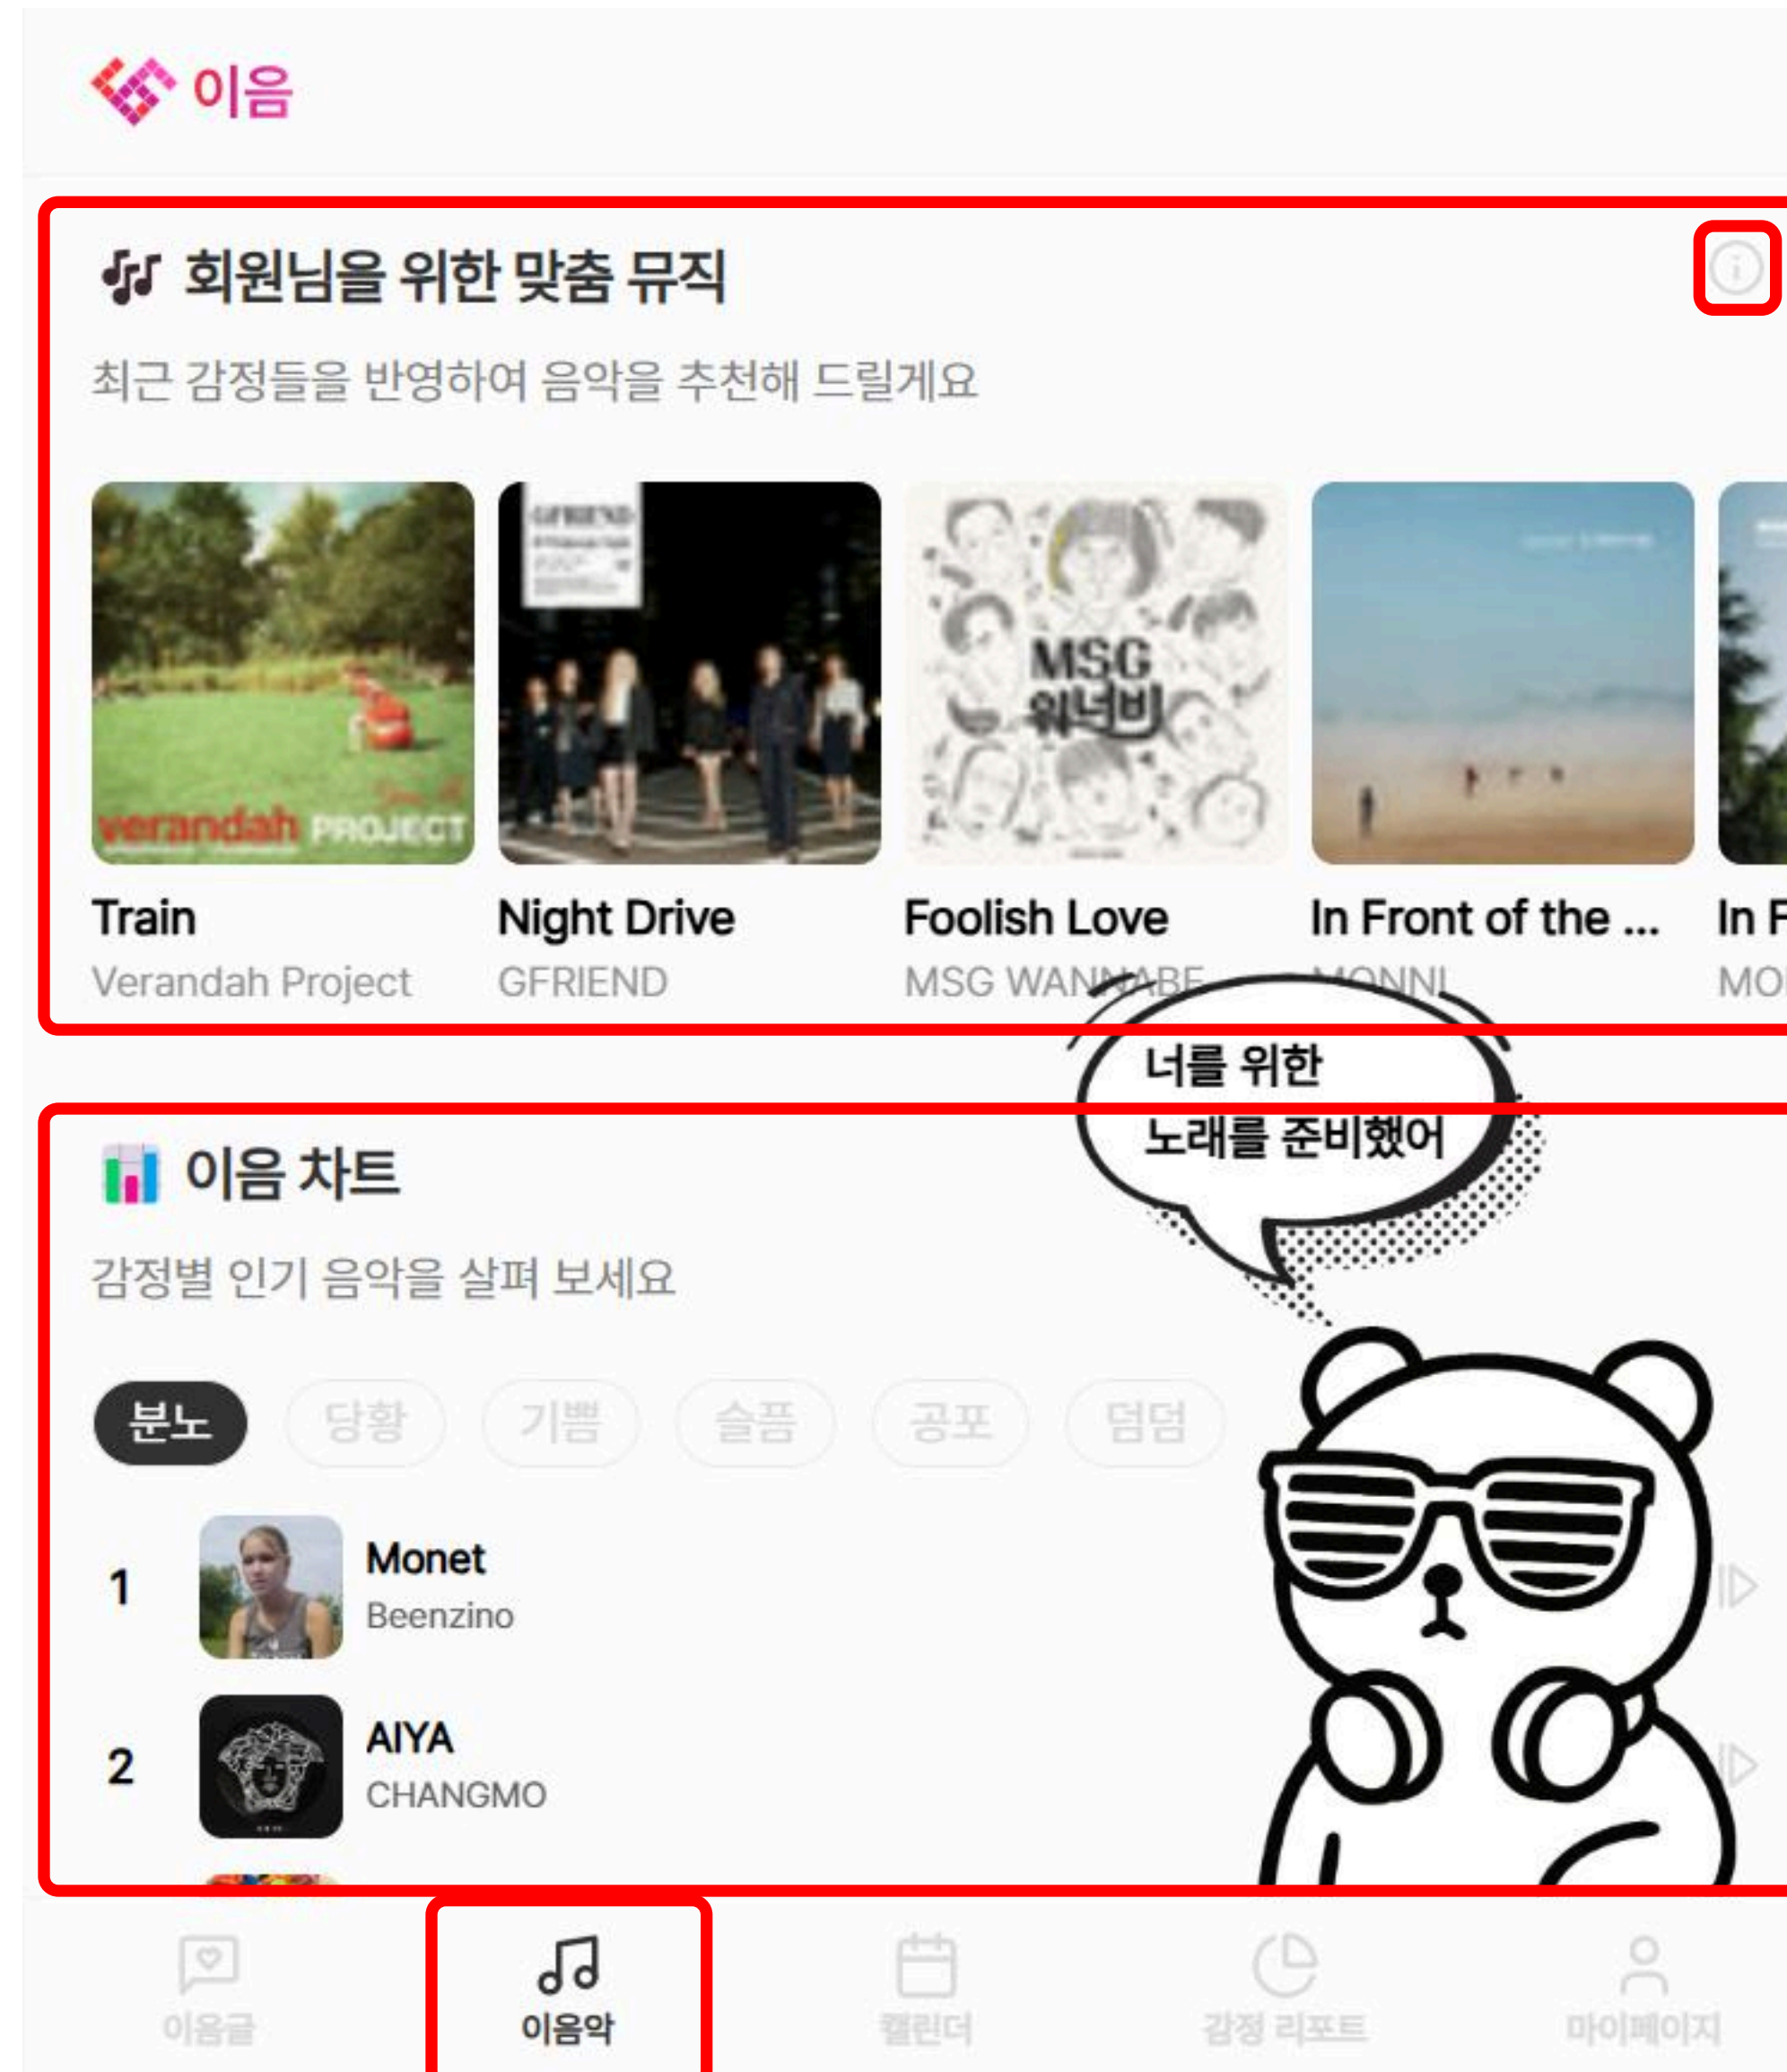 이음
회원님을 위한 맞춤 뮤직
최근 감정들을 반영하여 음악을 추천해 드릴게요
GFRIEND
verandah PROJECT
MSG
워너비
Train
Night Drive
Foolish Love
In Front of the ...
In F
Verandah Project
GFRIEND
MSG WANNABE
MONNI
MO
너를 위한
노래를 준비했어
이음 차트
감정별 인기 음악을 살펴 보세요
분노 당황 기쁨 슬픔 공포 덤덤
1
Monet
Beenzino
2
AIYA
CHANGMO
이음글
이음악
캘린더
감정 리포트
마이페이지